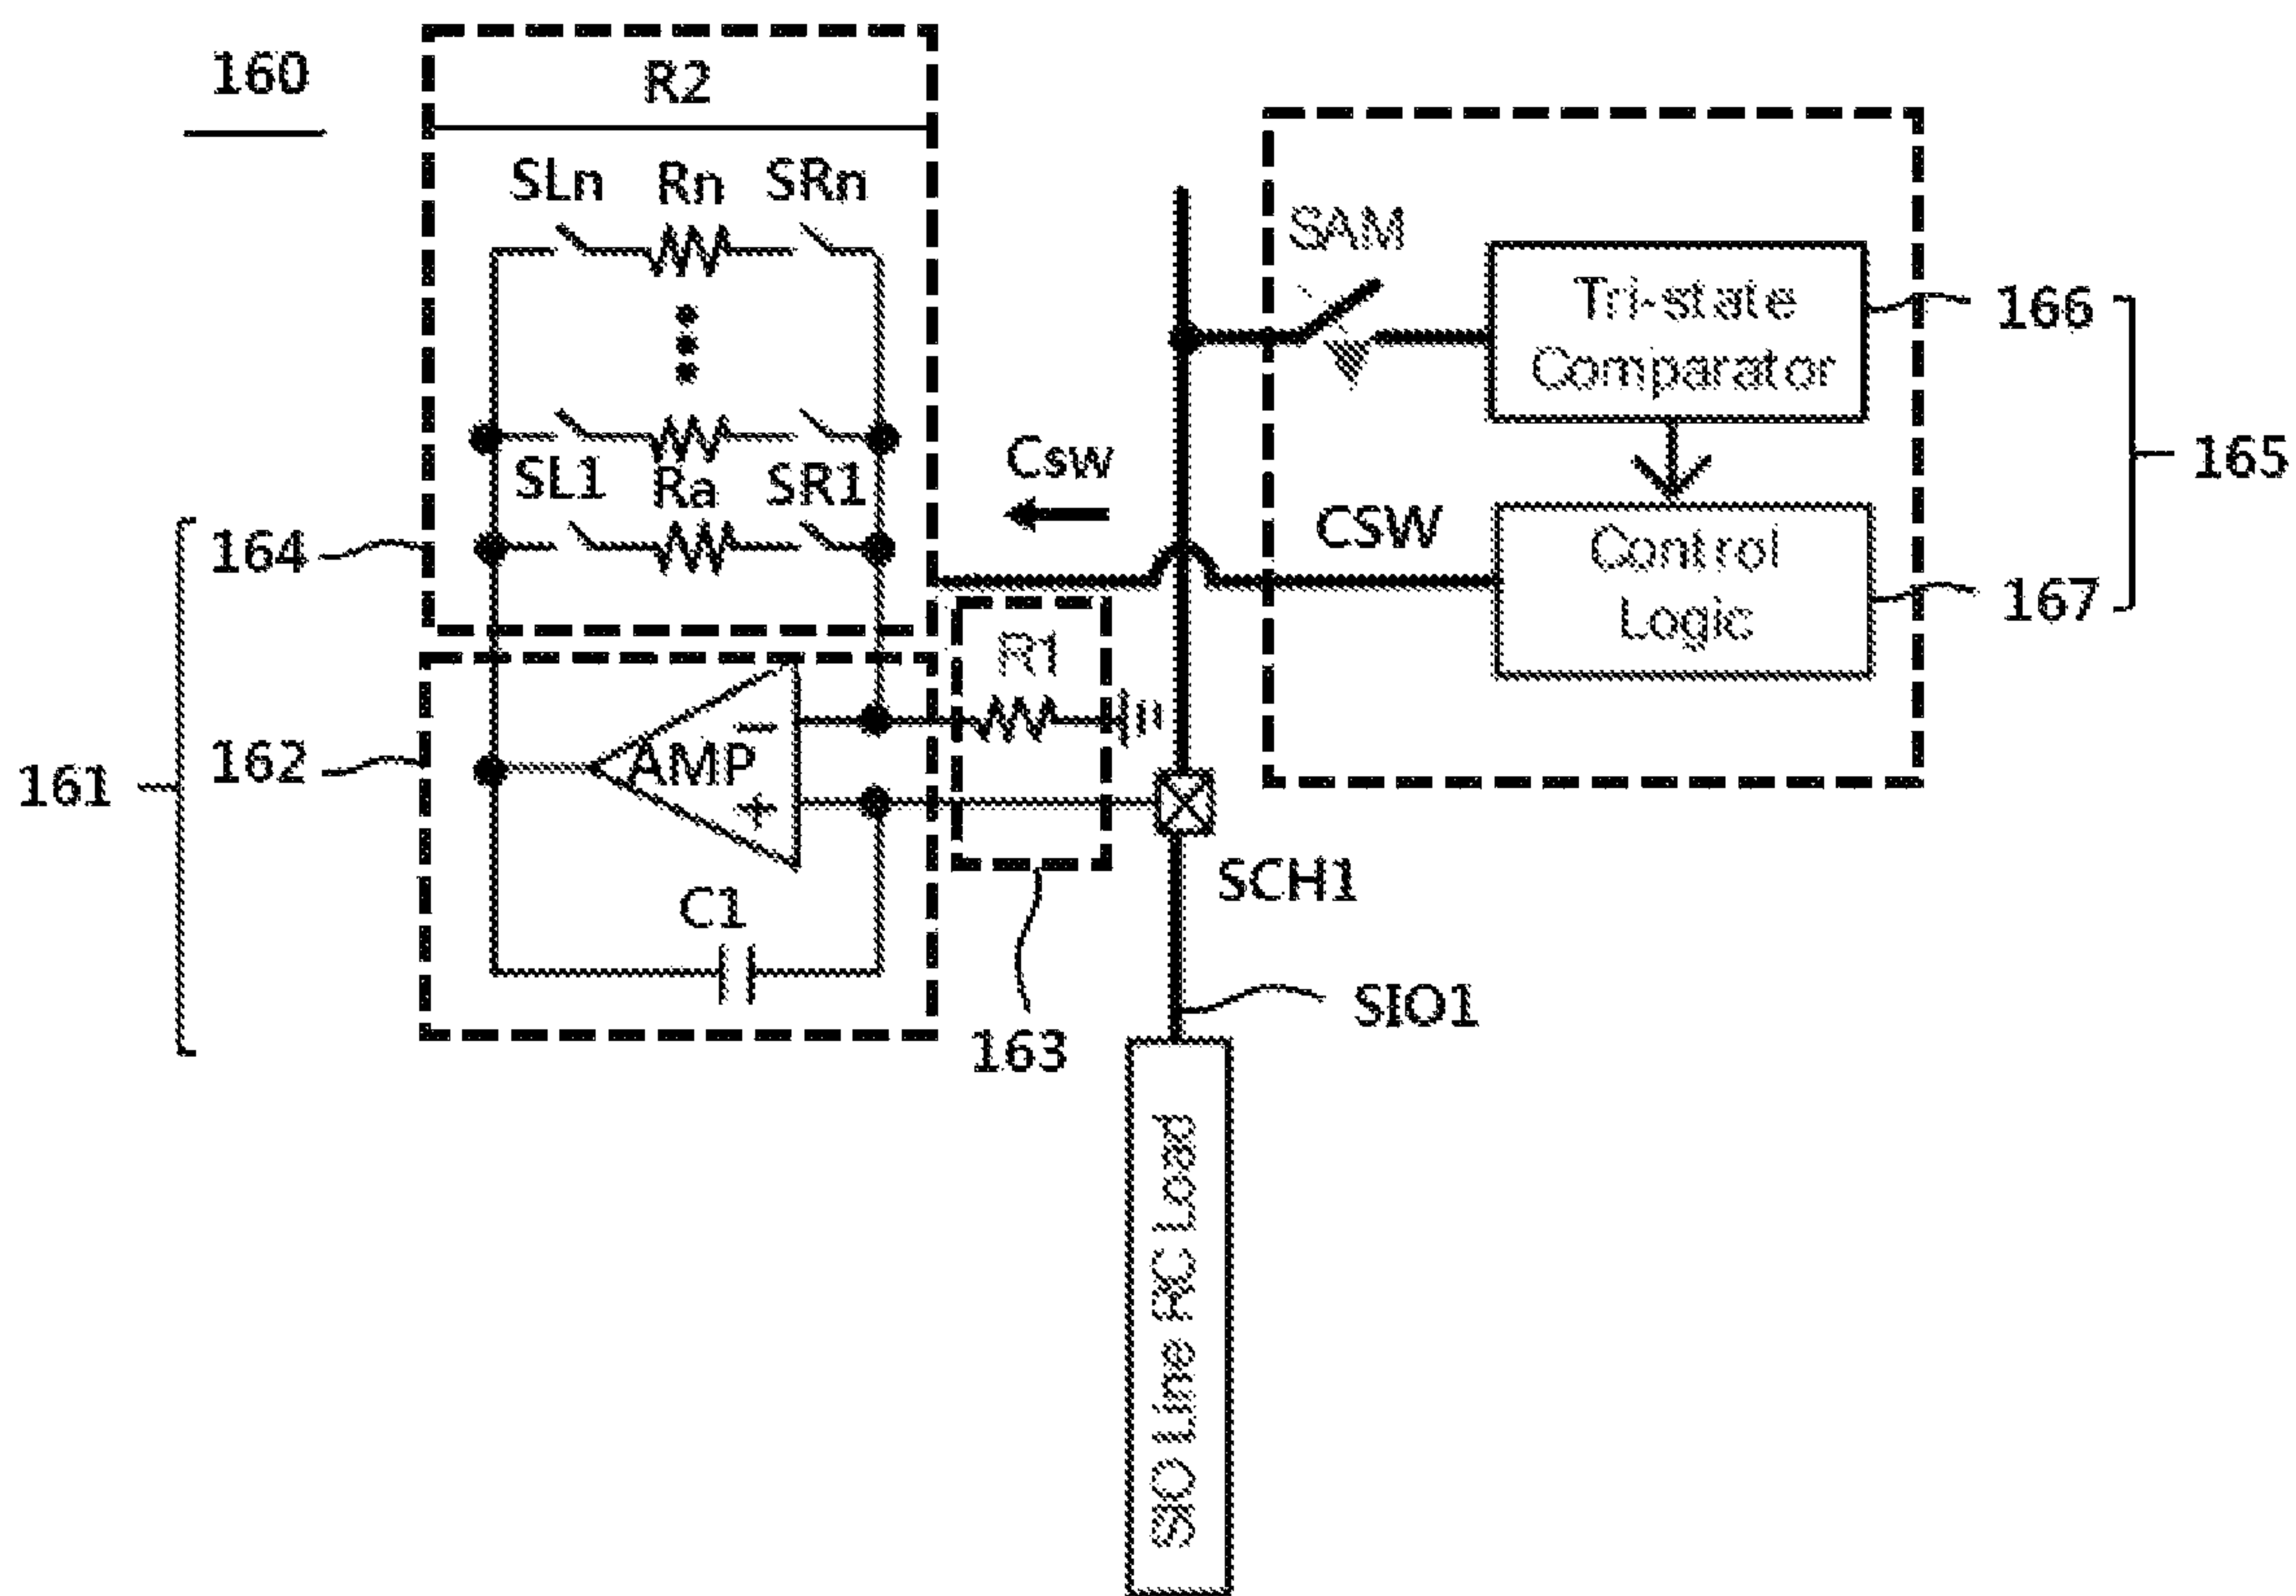 160
R2
SLn Rn SRn
SAM
Tri-state
Comparator
166
165
Csw
SL1 Ra SR1
164
CSW
Control
Logic
167
R1
161
162
AMP
−
+
C1
SCH1
SIO1
163
SIO Line RC Load